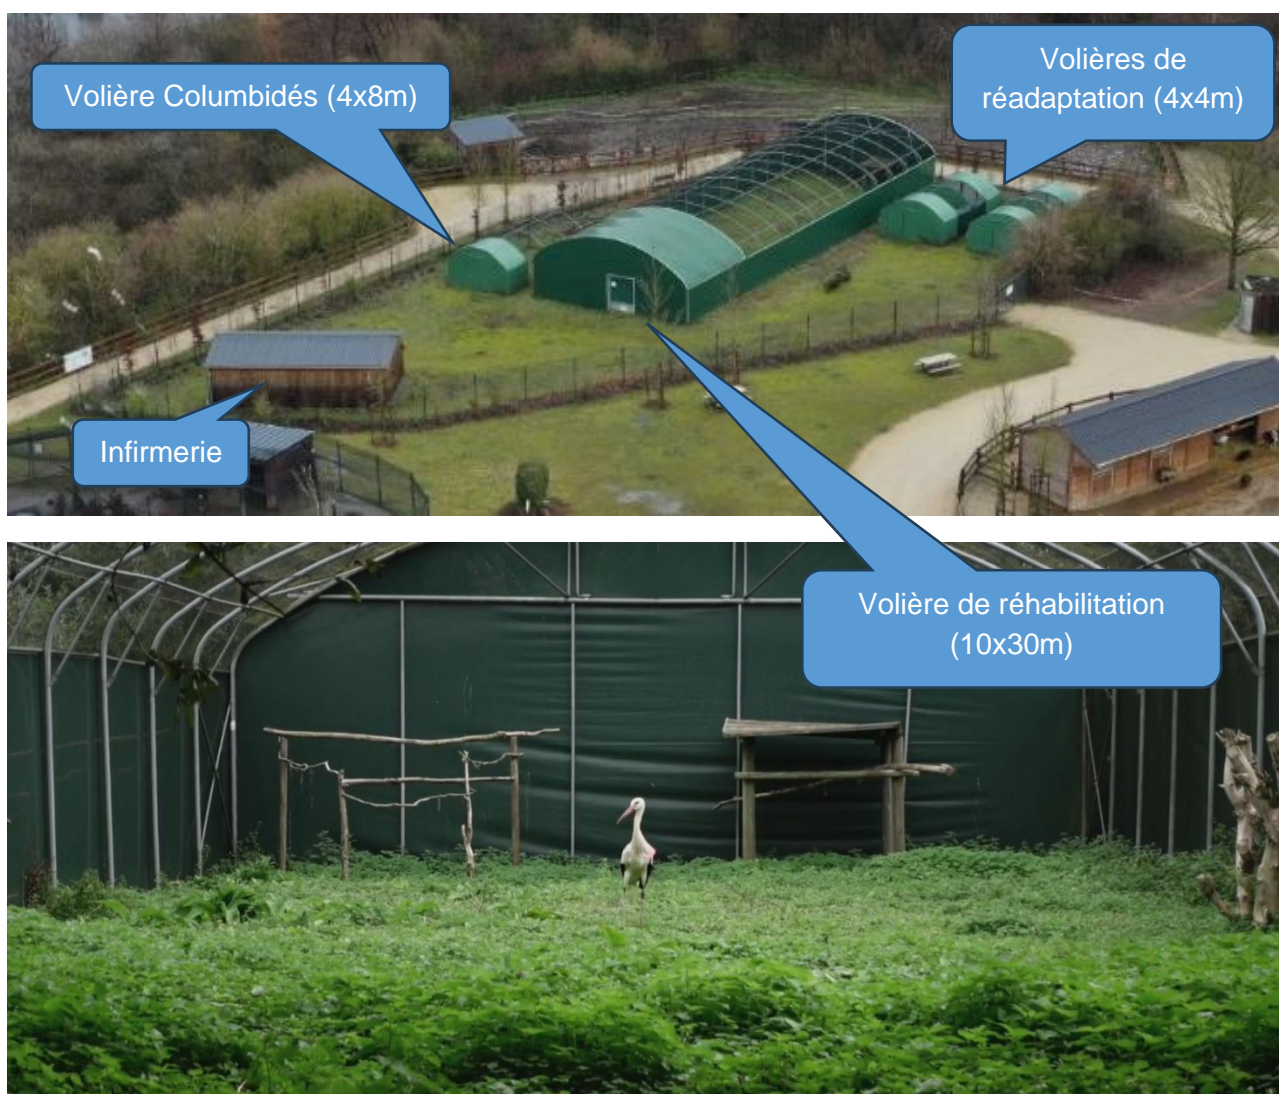 Volière Columbidés (4x8m)
Volières de
réadaptation (4x4m)
Infirmerie
Volière de réhabilitation
(10x30m)